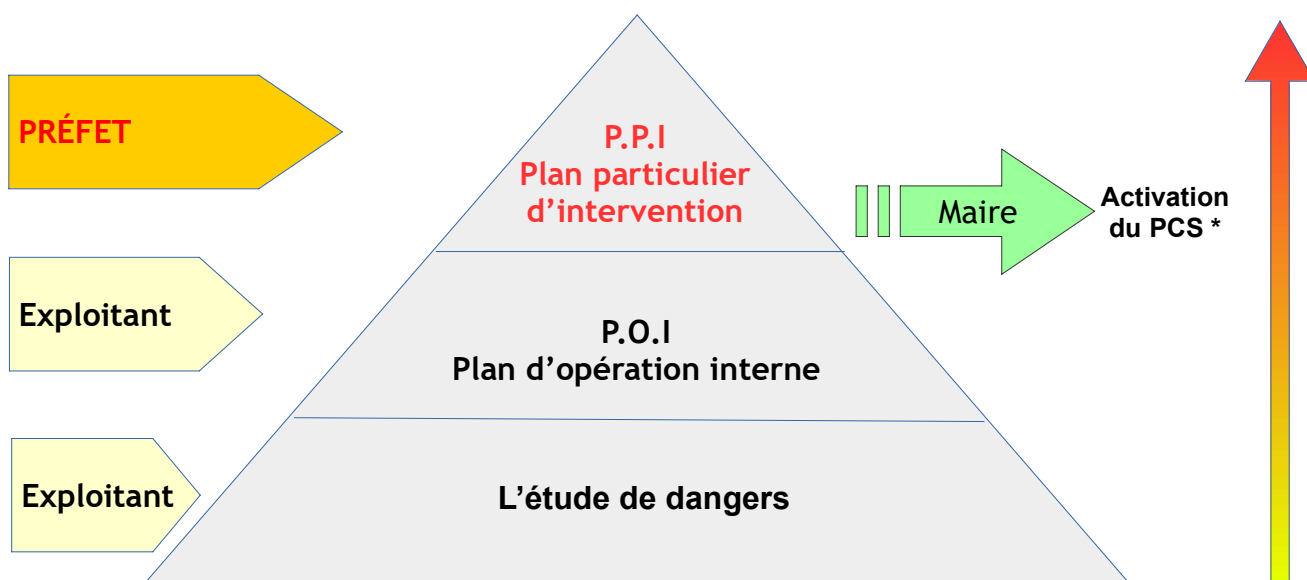 PRÉFET
P.P.I
Plan particulier
d’intervention
Maire
Activation
du PCS *
Exploitant
P.O.I
Plan d’opération interne
Exploitant
L’étude de dangers